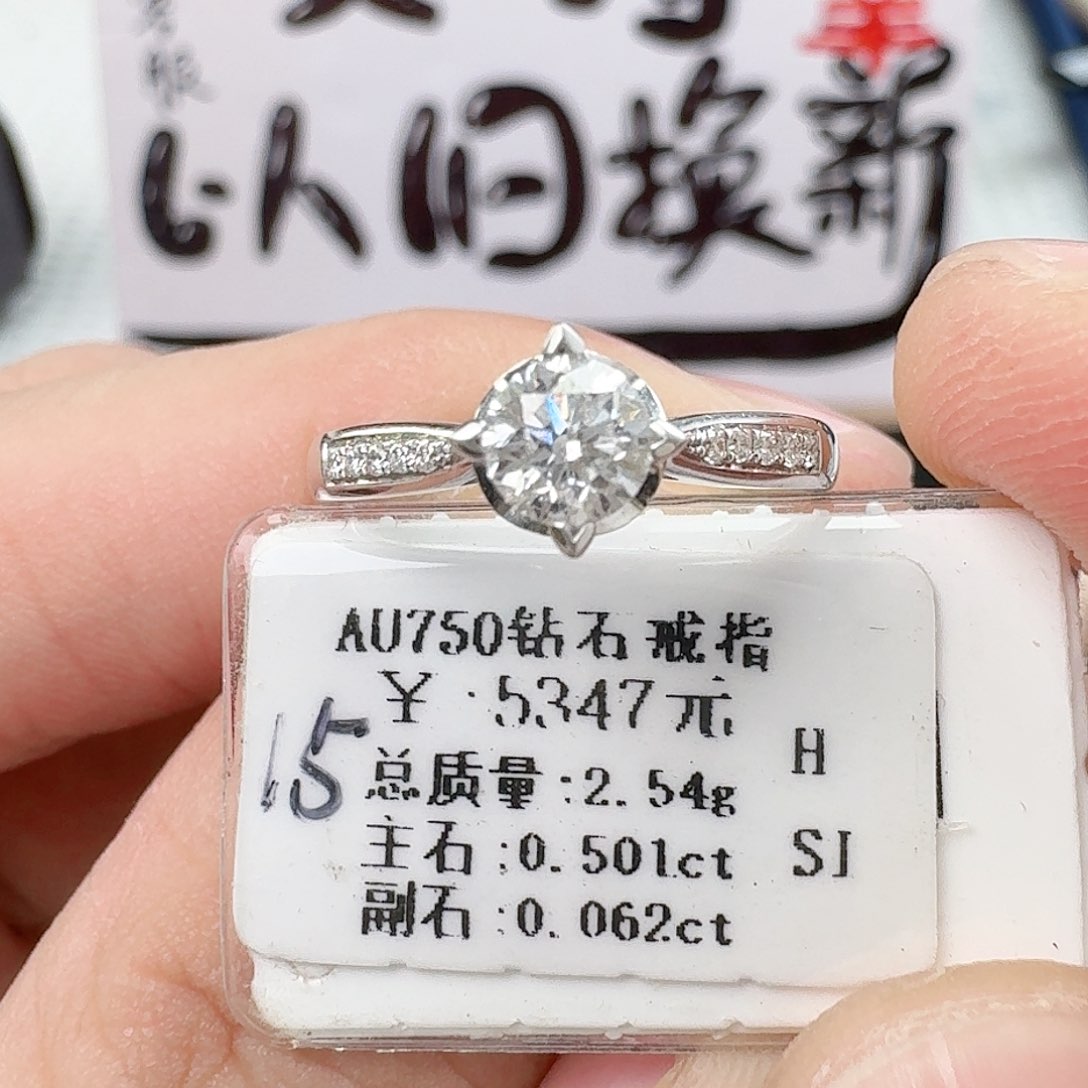 以旧换新
AU750钻石戒指
¥:5347元
H
15
总质量:2.54g
主石:0.501ct
SI
副石:0.062ct